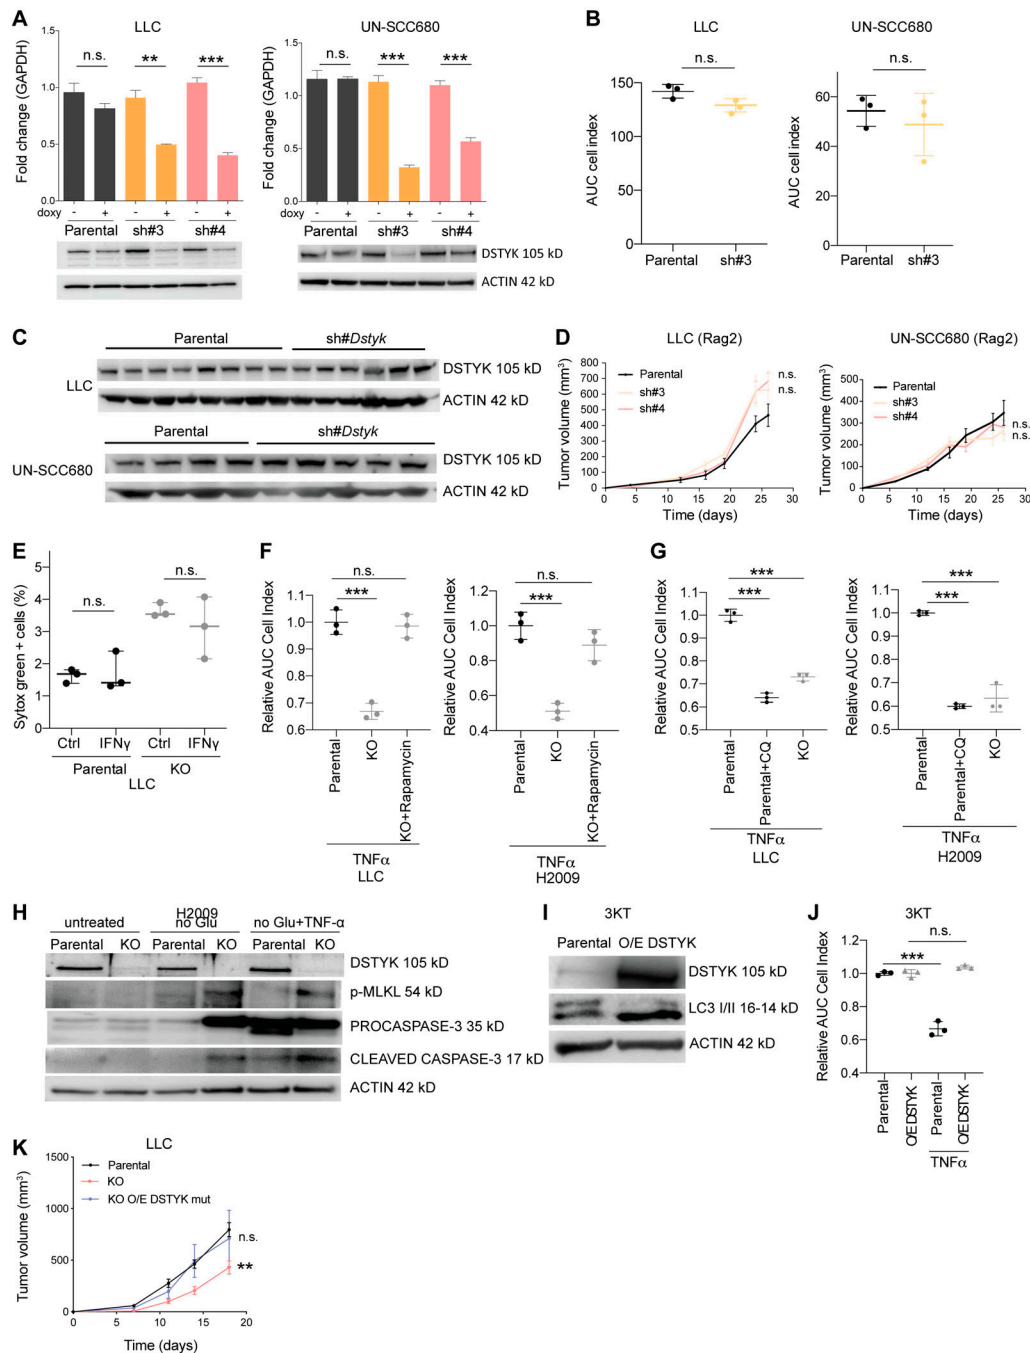 A
LLC
UN-SCC680
Fold change (GAPDH)
1.5
1.0
0.5
0.0
n.s.
**
***
doxy
- + - + - +
Parental sh#3 sh#4
Fold change (GAPDH)
1.5
1.0
0.5
0.0
n.s.
***
***
doxy
- + - + - +
Parental sh#3 sh#4
DSTYK 105 kD
ACTIN 42 kD
B
LLC
UN-SCC680
AUC cell index
150
100
50
0
n.s.
Parental sh#3
AUC cell index
60
40
20
0
n.s.
Parental sh#3
C
Parental sh#Dstyk
LLC
DSTYK 105 kD
ACTIN 42 kD
Parental sh#Dstyk
UN-SCC680
DSTYK 105 kD
ACTIN 42 kD
D
LLC (Rag2)
Tumor volume (mm3)
800
700
600
500
400
300
200
100
0
Parental
sh#3
sh#4
n.s.
n.s.
0 5 10 15 20 25 30
Time (days)
UN-SCC680 (Rag2)
Tumor volume (mm3)
500
400
300
200
100
0
Parental
sh#3
sh#4
n.s.
n.s.
0 5 10 15 20 25 30
Time (days)
E
Sytox green + cells (%)
5
4
3
2
1
0
n.s.
n.s.
Ctrl IFNγ Ctrl IFNγ
Parental KO
LLC
F
Relative AUC Cell Index
1.1
1.0
0.9
0.8
0.7
0.6
n.s.
***
Parental
KO
KO+Rapamycin
TNFα
LLC
Relative AUC Cell Index
1.2
1.0
0.8
0.6
0.4
n.s.
***
Parental
KO
KO+Rapamycin
TNFα
H2009
G
Relative AUC Cell Index
1.1
1.0
0.9
0.8
0.7
0.6
0.5
***
***
Parental
Parental+CQ
KO
TNFα
LLC
Relative AUC Cell Index
1.1
1.0
0.9
0.8
0.7
0.6
0.5
***
***
Parental
Parental+CQ
KO
TNFα
H2009
H
H2009
untreated no Glu no Glu+TNF-α
Parental KO Parental KO Parental KO
DSTYK 105 kD
p-MLKL 54 kD
PROCASPASE-3 35 kD
CLEAVED CASPASE-3 17 kD
ACTIN 42 kD
I
3KT
Parental O/E DSTYK
DSTYK 105 kD
LC3 I/II 16-14 kD
ACTIN 42 kD
J
3KT
Relative AUC Cell Index
1.2
1.0
0.8
0.6
0.4
n.s.
***
Parental
O/E DSTYK
Parental
O/E DSTYK
TNFα
K
LLC
Tumor volume (mm3)
1500
1000
500
0
Parental
KO
KO O/E DSTYK mut
n.s.
**
0 5 10 15 20
Time (days)